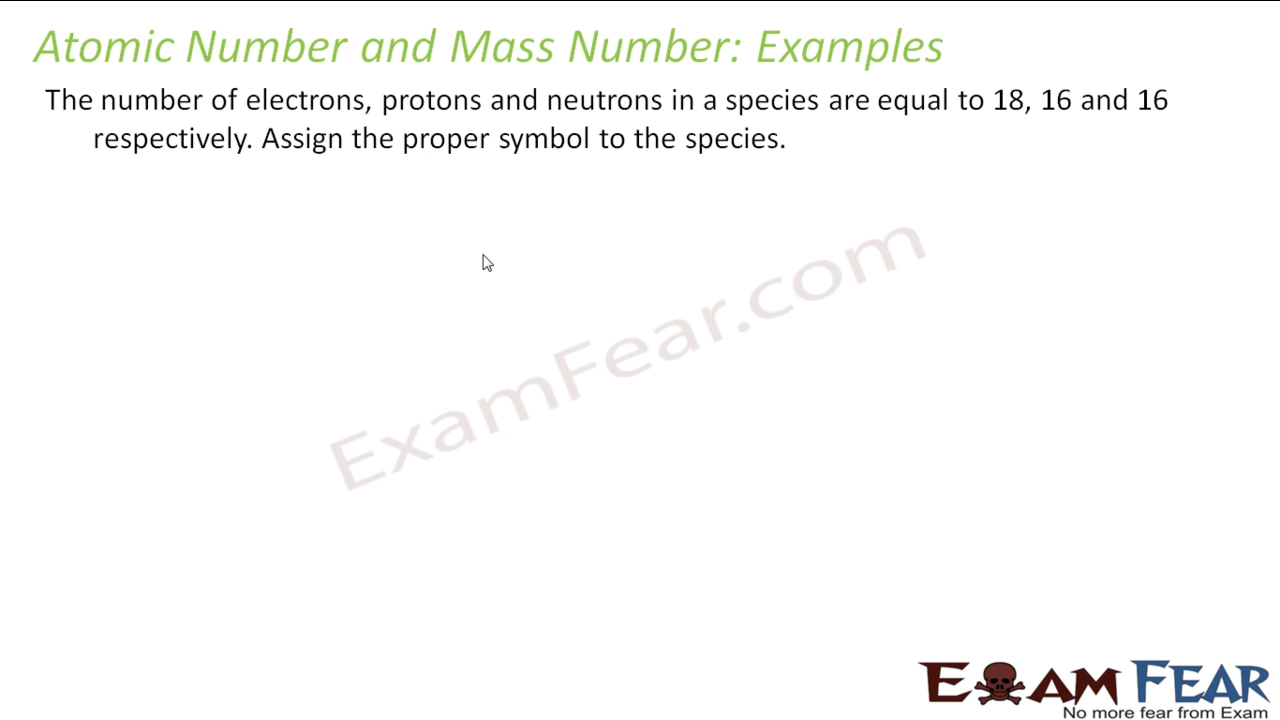 Atomic Number and Mass Number: Examples
The number of electrons, protons and neutrons in a species are equal to 18, 16 and 16
respectively. Assign the proper symbol to the species.
ExamFear.com
EXAM FEAR
No more fear from Exam